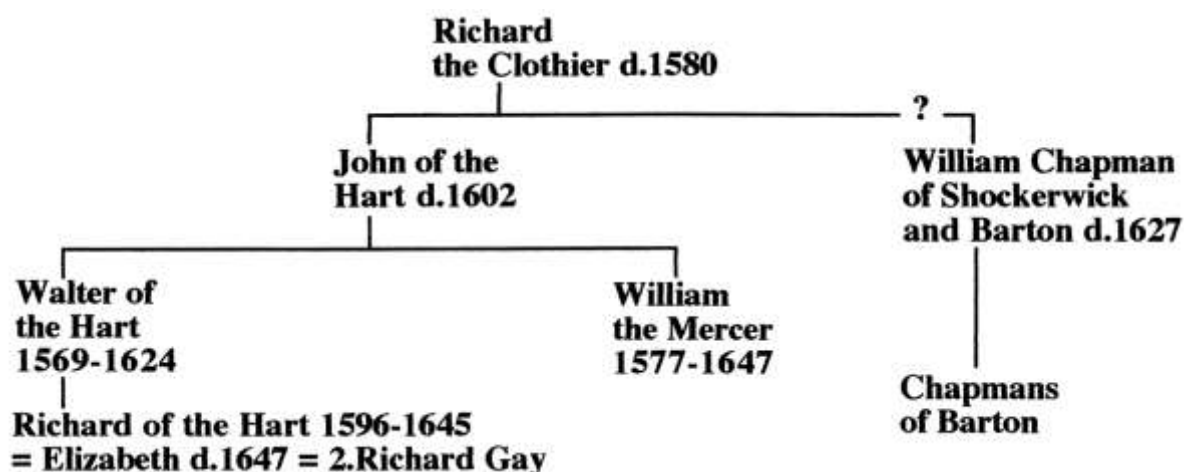 Richard
the Clothier d.1580
?
John of the
Hart d.1602
William Chapman
of Shockerwick
and Barton d.1627
Walter of
the Hart
1569-1624
William
the Mercer
1577-1647
Chapmans
of Barton
Richard of the Hart 1596-1645
= Elizabeth d.1647 = 2.Richard Gay